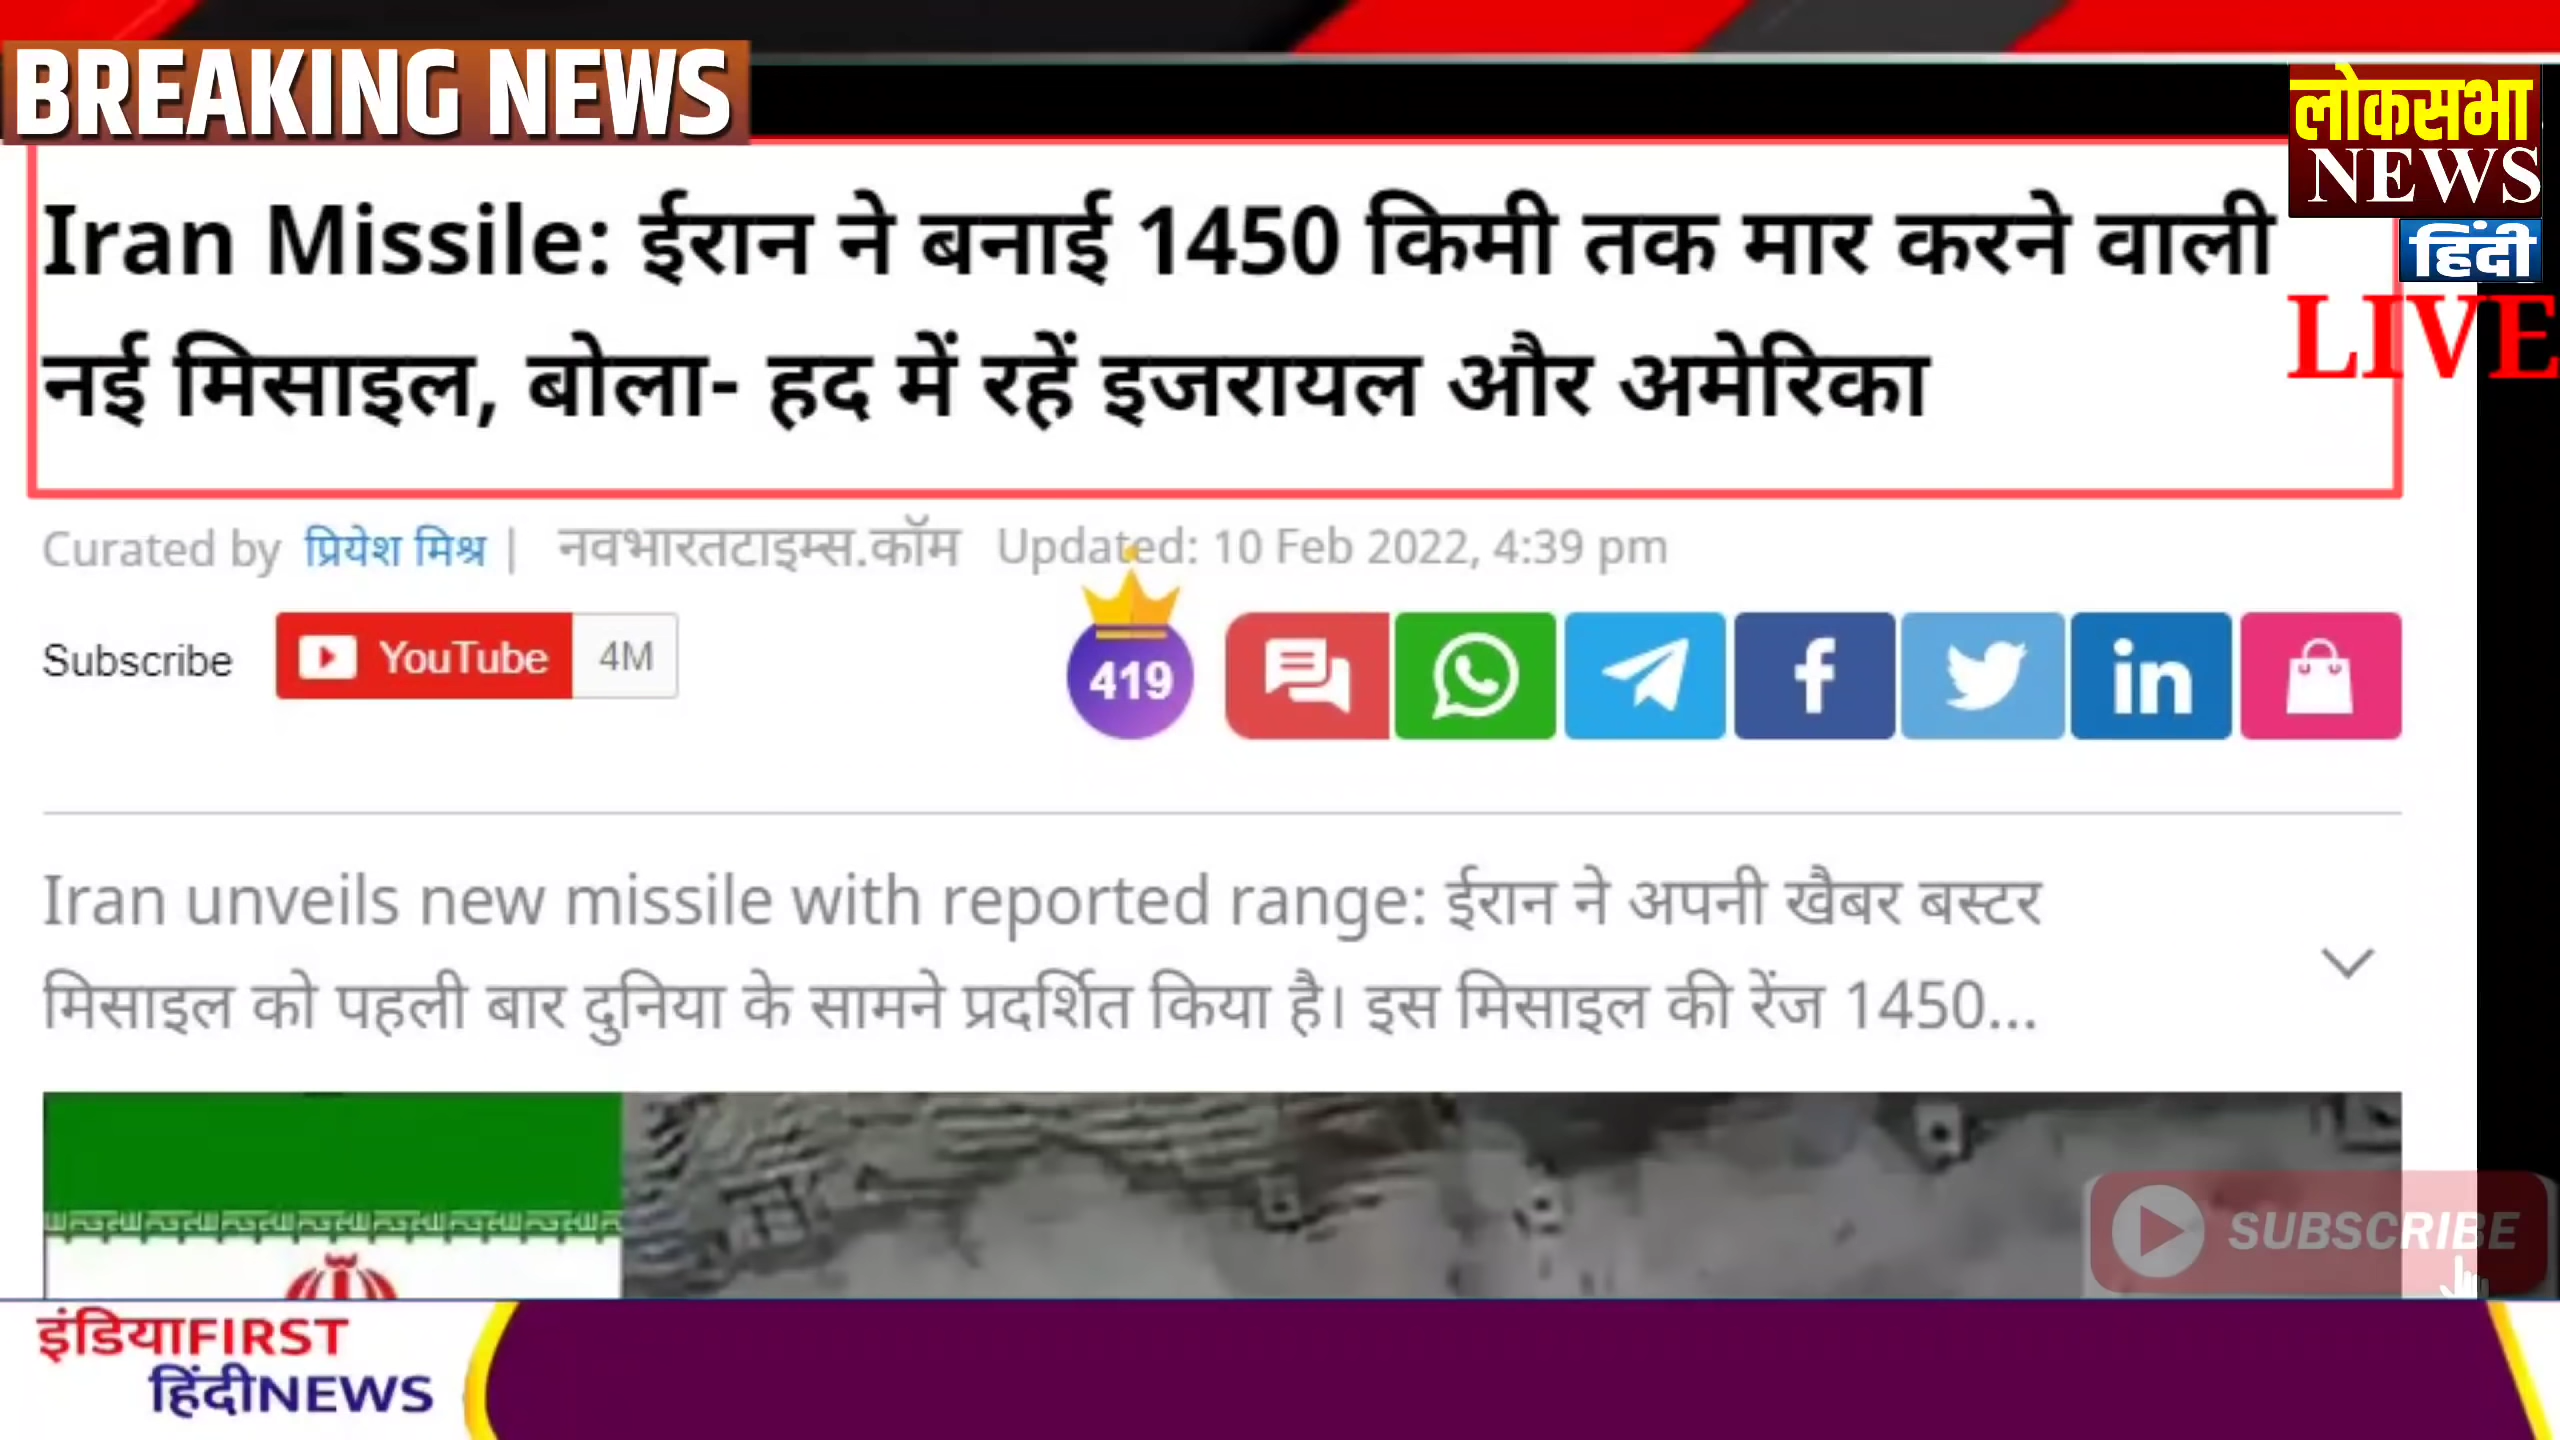 BREAKING NEWS
लोकसभा
NEWS
हिंदी
LIVE
Iran Missile: ईरान ने बनाई 1450 किमी तक मार करने वाली
नई मिसाइल, बोला- हद में रहें इजरायल और अमेरिका
Curated by प्रियेश मिश्र | नवभारतटाइम्स.कॉम Updated: 10 Feb 2022, 4:39 pm
Subscribe YouTube 4M 419
Iran unveils new missile with reported range: ईरान ने अपनी खैबर बस्टर
मिसाइल को पहली बार दुनिया के सामने प्रदर्शित किया है। इस मिसाइल की रेंज 1450...
SUBSCRIBE
इंडियाFIRST
हिंदीNEWS